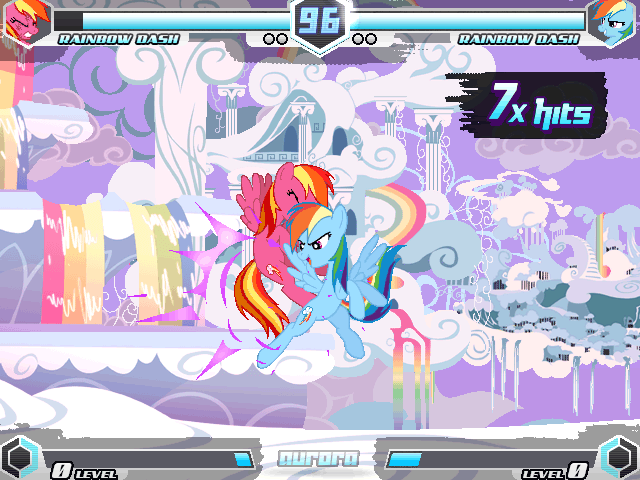 96
RAINBOW DASH
RAINBOW DASH
7x hits
0 LEVEL
aurora
LEVEL 0